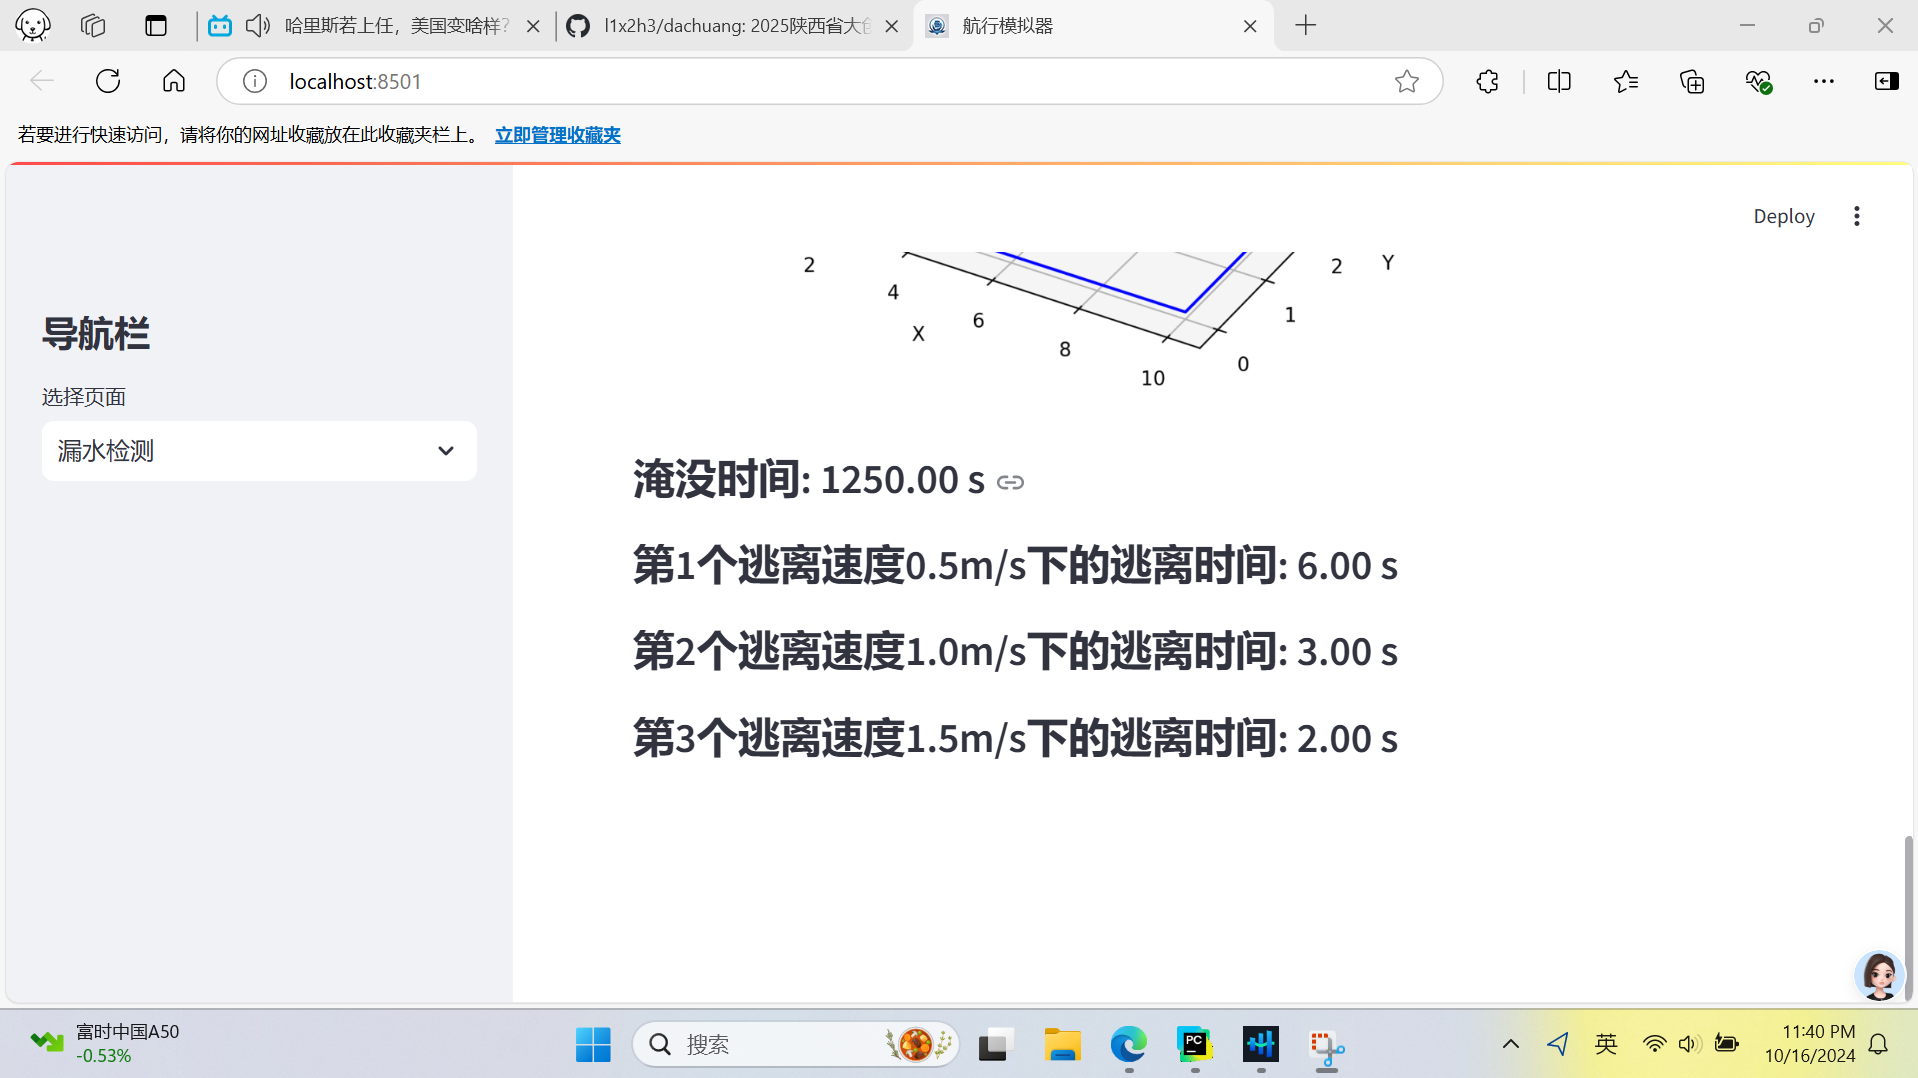 哈里斯若上任，美国变啥样?
l1x2h3/dachuang: 2025陕西省大创
航行模拟器
localhost:8501
若要进行快速访问，请将你的网址收藏放在此收藏夹栏上。 立即管理收藏夹
Deploy
导航栏
选择页面
漏水检测
2
4
X
6
8
10
0
1
2
Y
淹没时间: 1250.00 s
第1个逃离速度0.5m/s下的逃离时间: 6.00 s
第2个逃离速度1.0m/s下的逃离时间: 3.00 s
第3个逃离速度1.5m/s下的逃离时间: 2.00 s
富时中国A50
-0.53%
搜索
PC
英
11:40 PM
10/16/2024